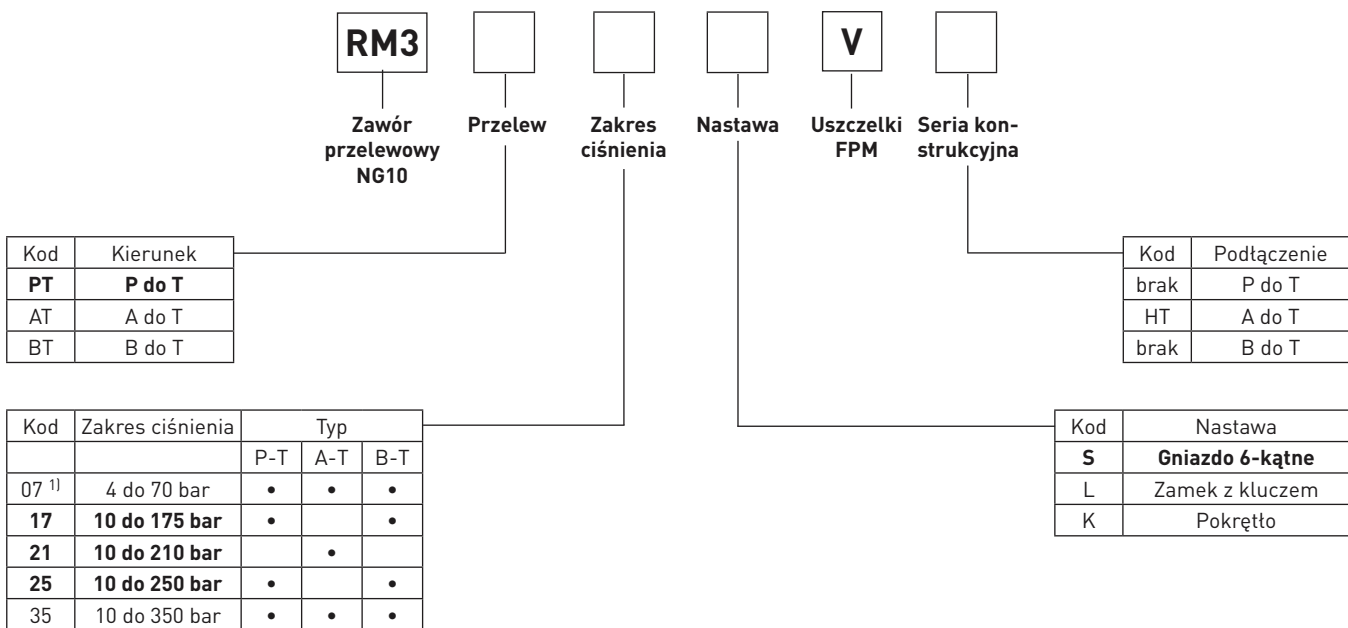 RM3 V
Zawór przelewowy NG10
Przelew
Zakres ciśnienia
Nastawa
Uszczelki FPM
Seria kon-strukcyjna
Kod Kierunek
PT P do T
AT A do T
BT B do T
Kod Podłączenie
brak P do T
HT A do T
brak B do T
Kod Zakres ciśnienia Typ
P-T A-T B-T
07 1) 4 do 70 bar • • •
17 10 do 175 bar • •
21 10 do 210 bar •
25 10 do 250 bar • •
35 10 do 350 bar • • •
Kod Nastawa
S Gniazdo 6-kątne
L Zamek z kluczem
K Pokrętło